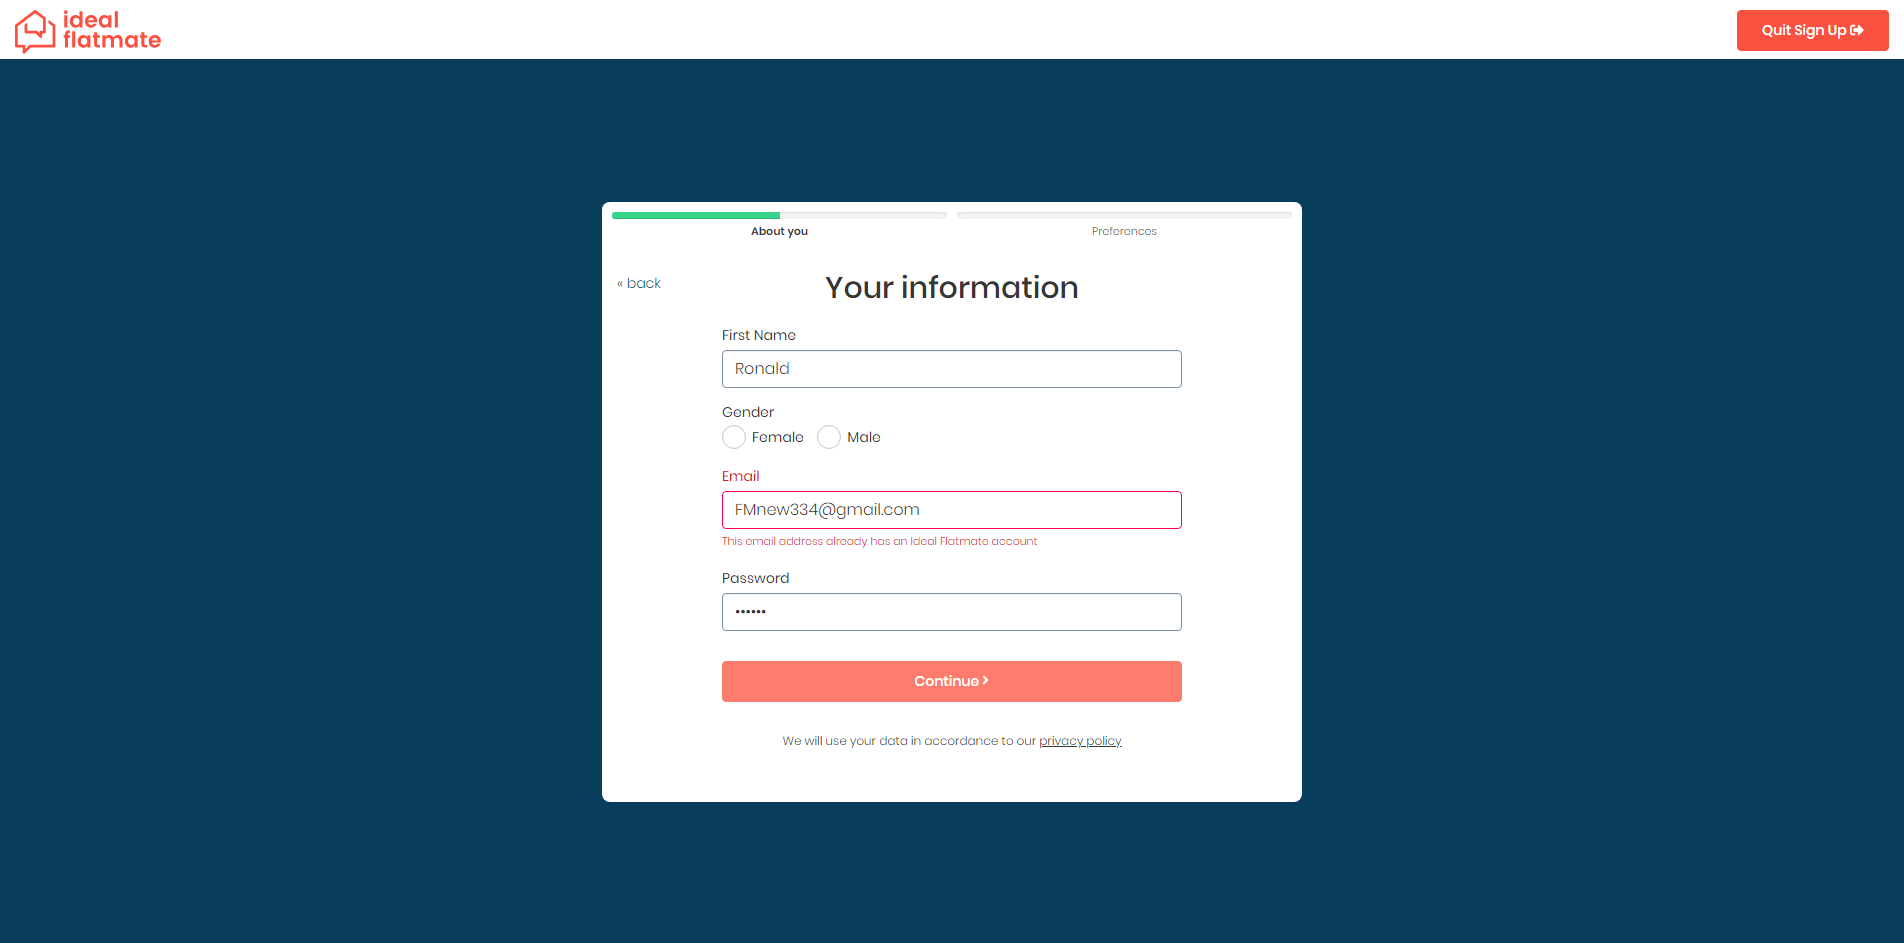 ideal
flatmate
Quit Sign Up
About you
Preferences
« back
Your information
First Name
Ronald
Gender
Female
Male
Email
FMnew334@gmail.com
This email address already has an Ideal Flatmate account
Password
••••••
Continue
We will use your data in accordance to our privacy policy